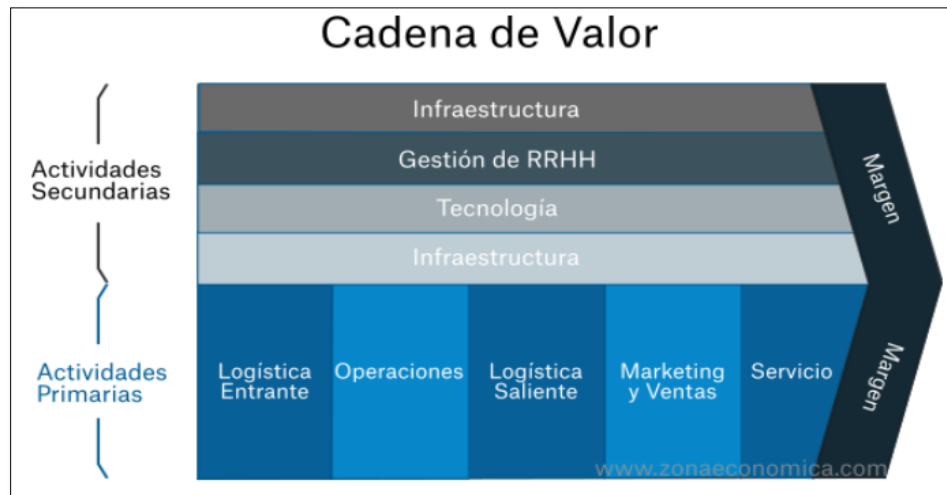 Cadena de Valor
Actividades
Secundarias
Infraestructura
Gestión de RRHH
Tecnología
Infraestructura
Margen
Actividades
Primarias
Logística
Entrante
Operaciones
Logística
Saliente
Marketing
y Ventas
Servicio
Margen
www.zonaeconomica.com